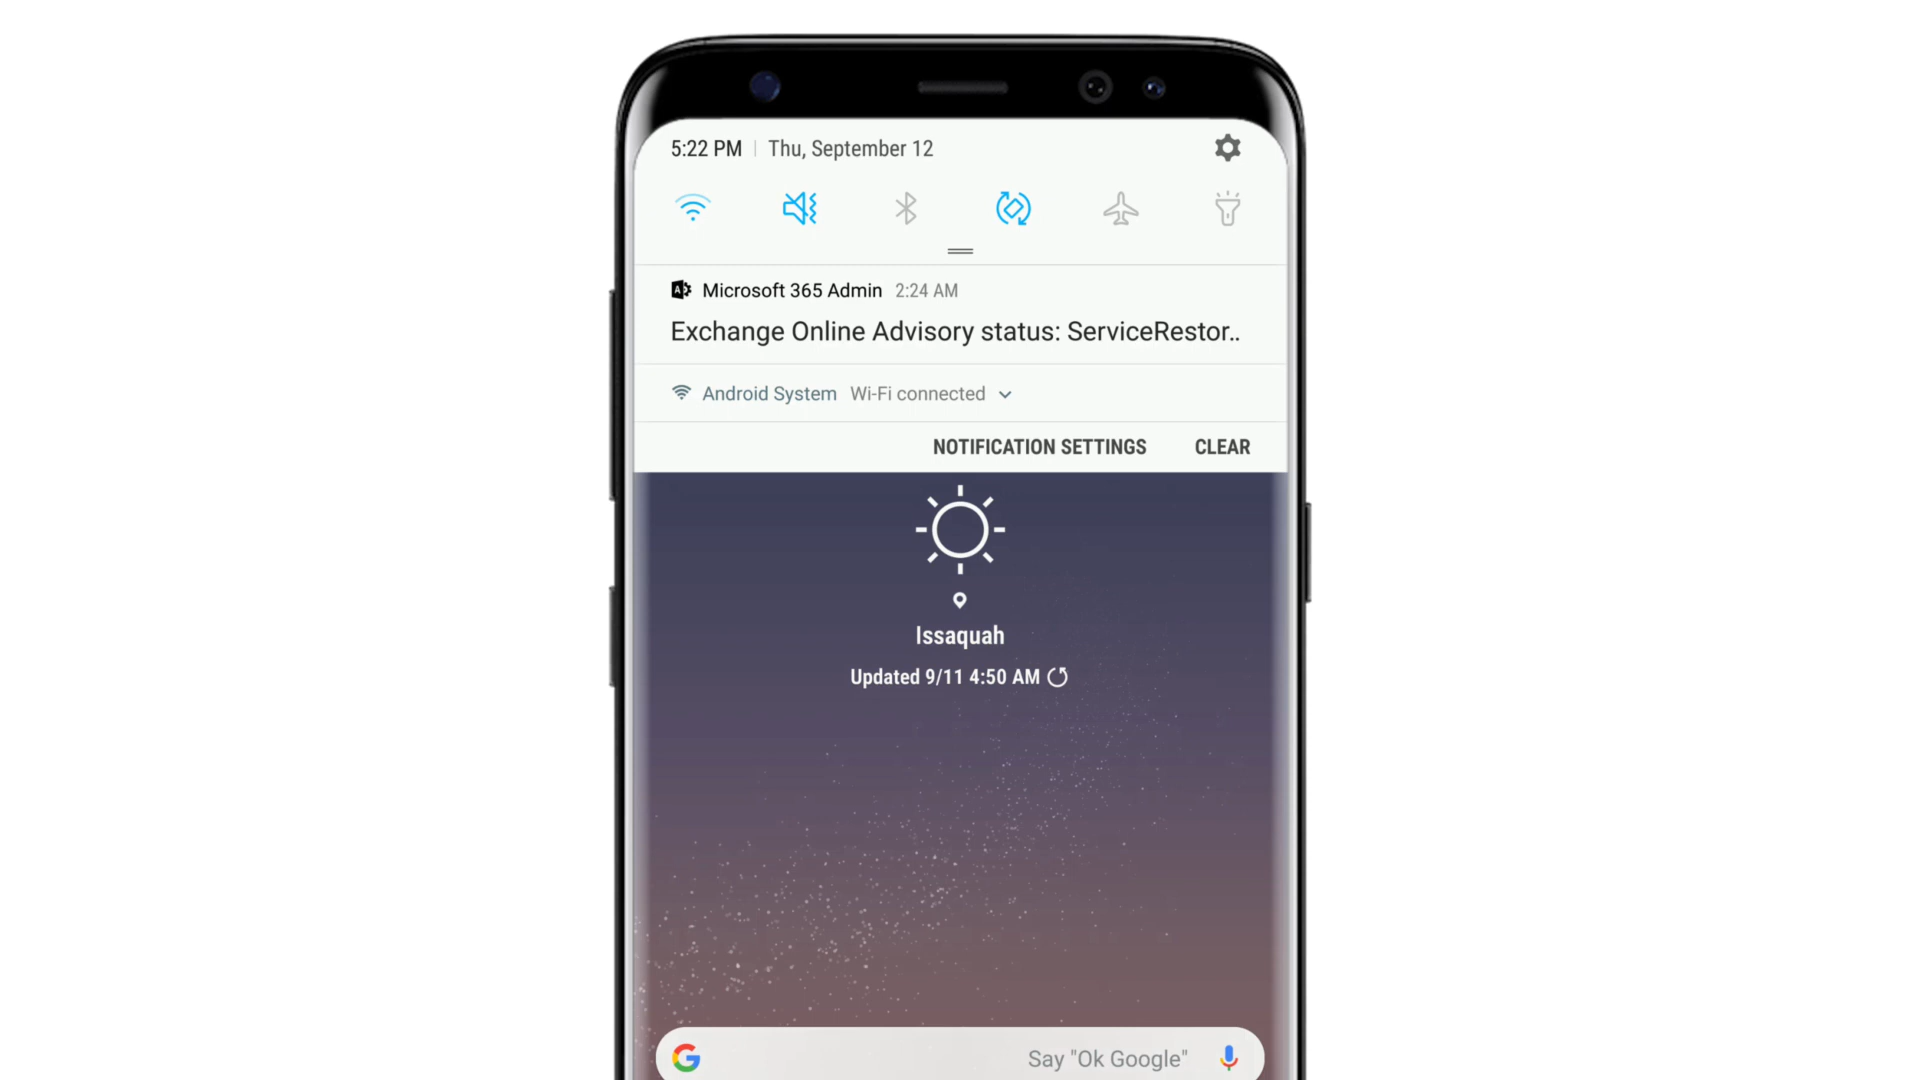 5:22 PM | Thu, September 12
Microsoft 365 Admin 2:24 AM
Exchange Online Advisory status: ServiceRestor..
Android System Wi-Fi connected
NOTIFICATION SETTINGS CLEAR
Issaquah
Updated 9/11 4:50 AM
Say "Ok Google"